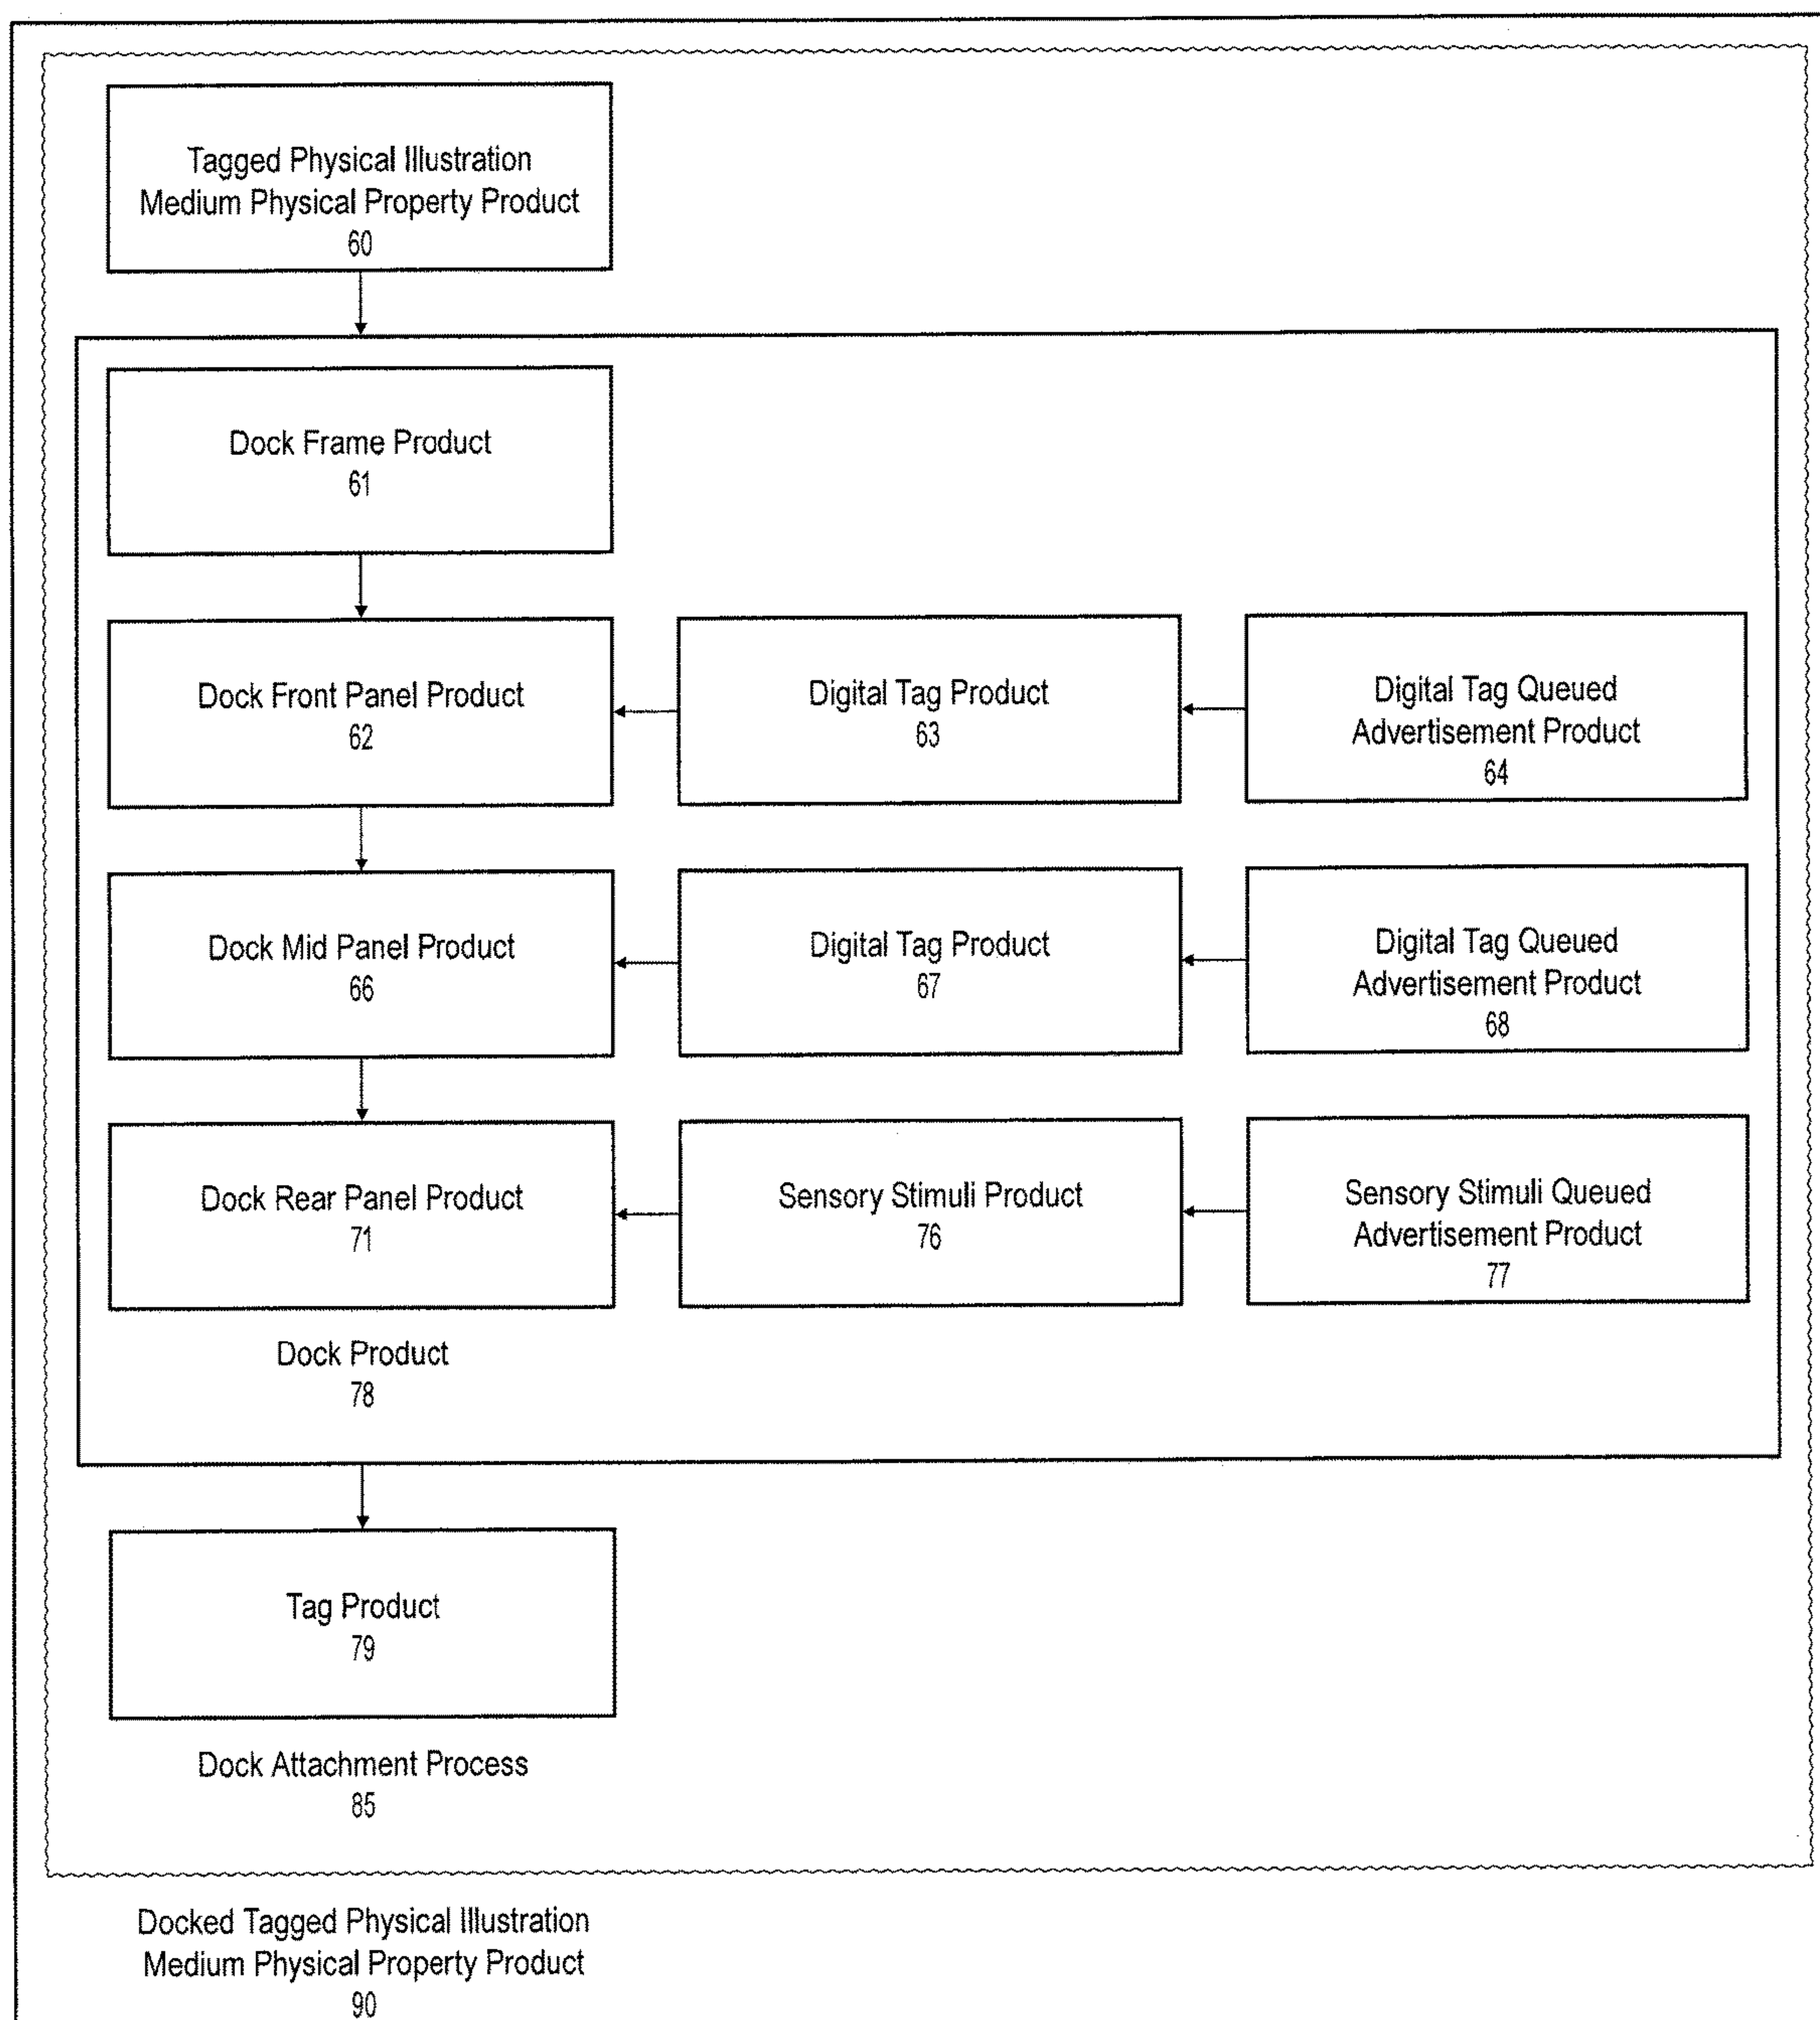 Tagged Physical Illustration
Medium Physical Property Product
60
Dock Frame Product
61
Dock Front Panel Product
62
Digital Tag Product
63
Digital Tag Queued
Advertisement Product
64
Dock Mid Panel Product
66
Digital Tag Product
67
Digital Tag Queued
Advertisement Product
68
Dock Rear Panel Product
71
Sensory Stimuli Product
76
Sensory Stimuli Queued
Advertisement Product
77
Dock Product
78
Tag Product
79
Dock Attachment Process
85
Docked Tagged Physical Illustration
Medium Physical Property Product
90